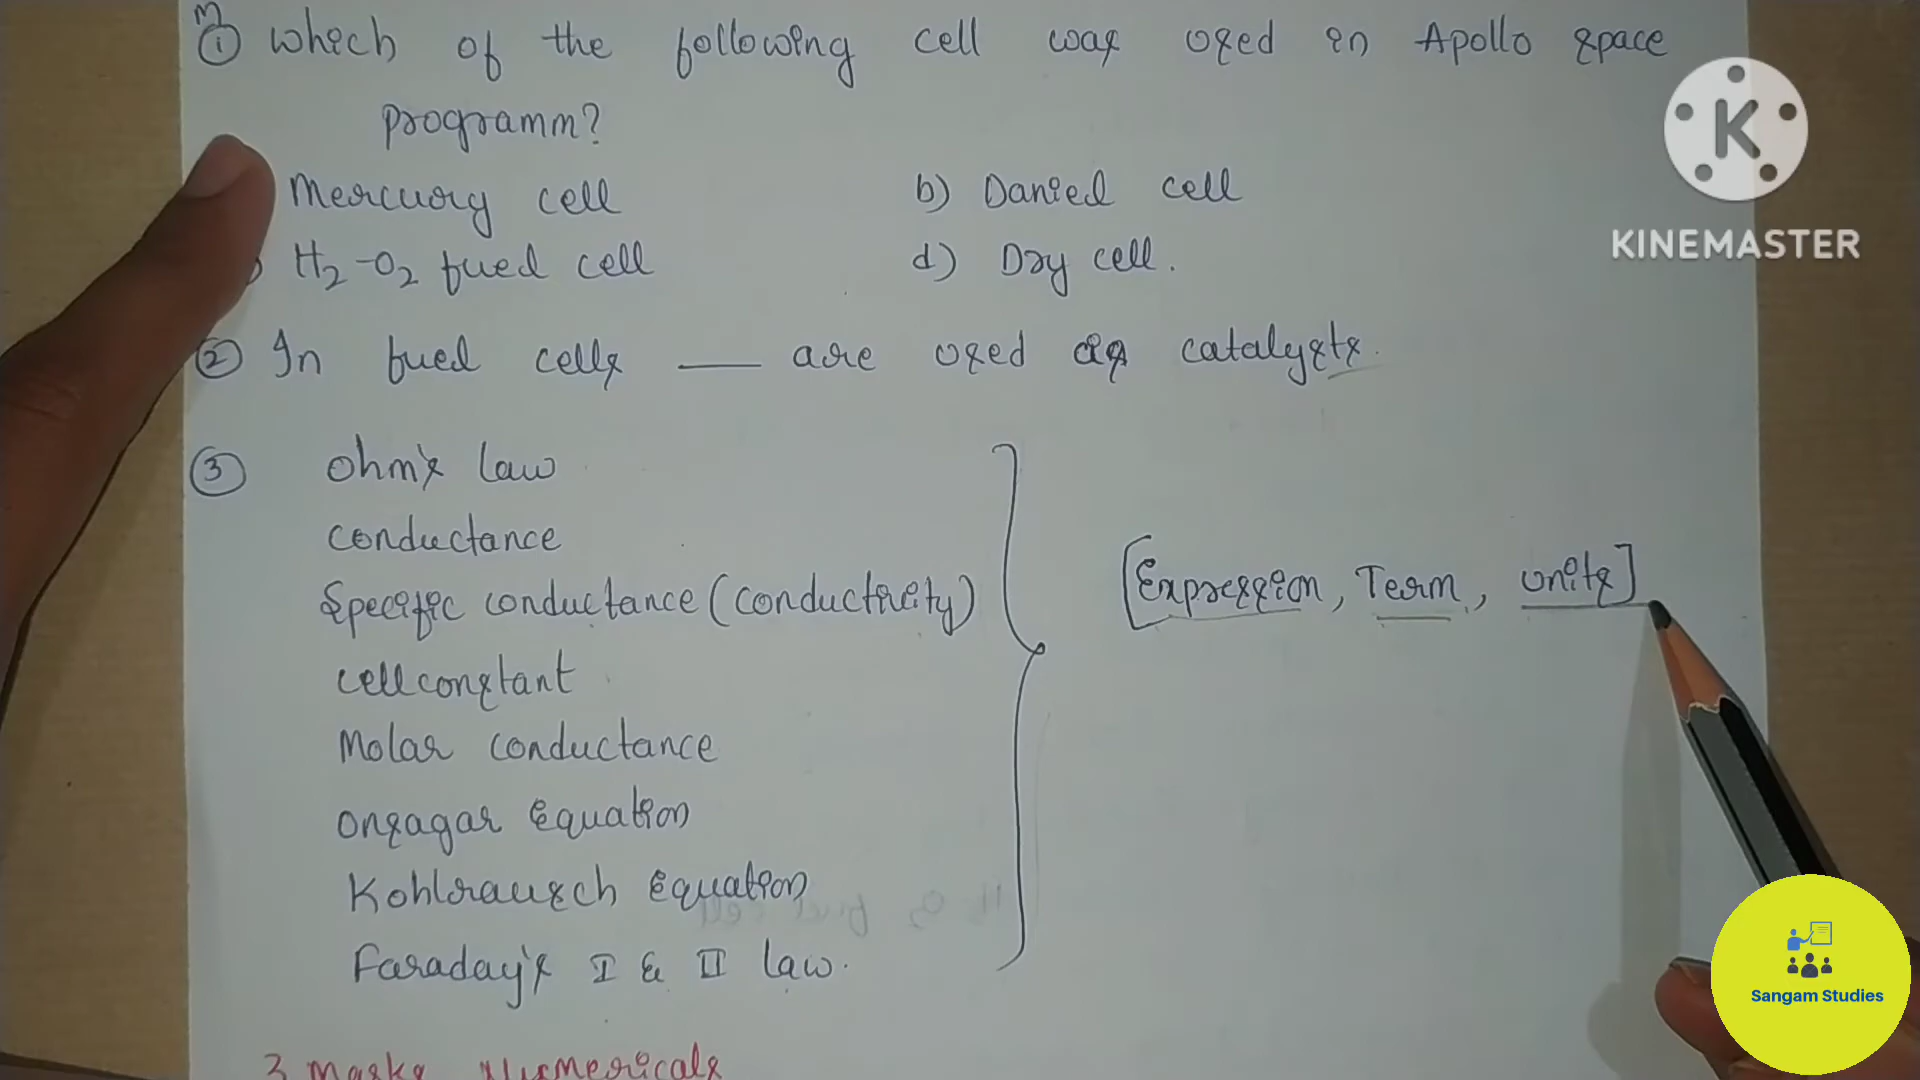 M
① which of the following cell was used in Apollo space
programm?
Mercury cell
b) Daniel cell
H2-O2 fuel cell
d) Dry cell.
② In fuel cells ___ are used as catalysts.
③ ohm's law
conductance
Specific conductance (conductivity)
cell constant
Molar conductance
onsagar Equation
Kohlrausch Equation
Faraday's I & II law.
[Expression, Term, units]
3 Marks Numericals
K
KINEMASTER
Sangam Studies